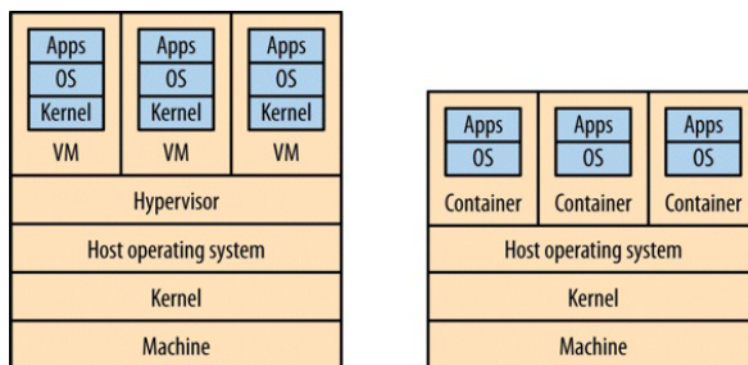 Apps Apps Apps
OS OS OS
Kernel Kernel Kernel
VM VM VM
Hypervisor
Host operating system
Kernel
Machine
Apps Apps Apps
OS OS OS
Container Container Container
Host operating system
Kernel
Machine